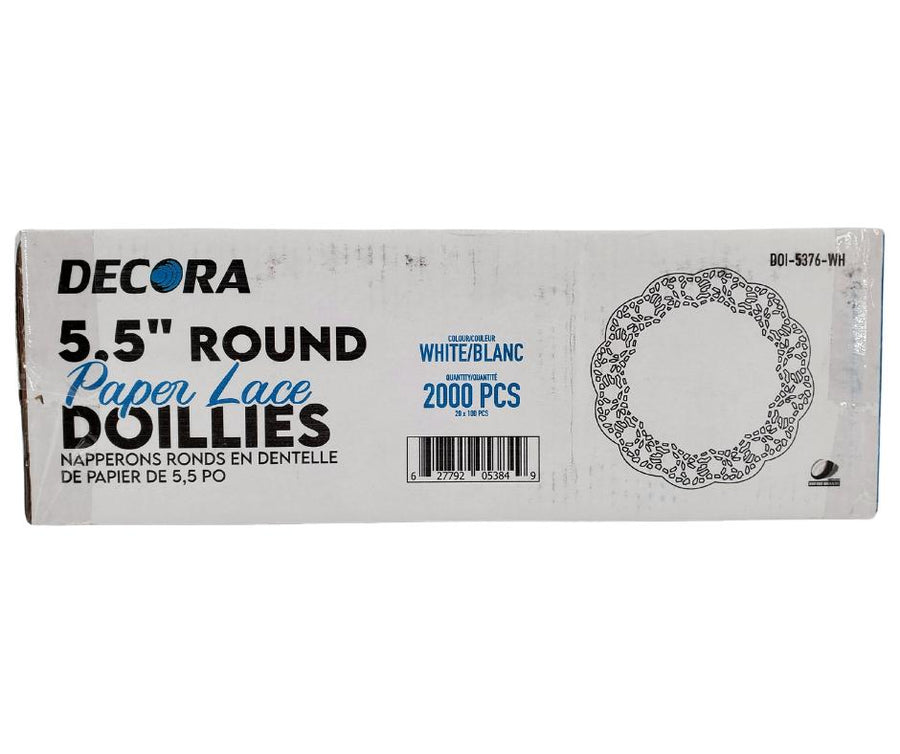 DECORA
5.5" ROUND
Paper Lace
DOILLIES
NAPPERONS RONDS EN DENTELLE
DE PAPIER DE 5,5 PO
COLOUR/COULEUR
WHITE/BLANC
QUANTITY/QUANTITÉ
2000 PCS
20 x 100 PCS
6 27792 05384 9
DOI-5376-WH